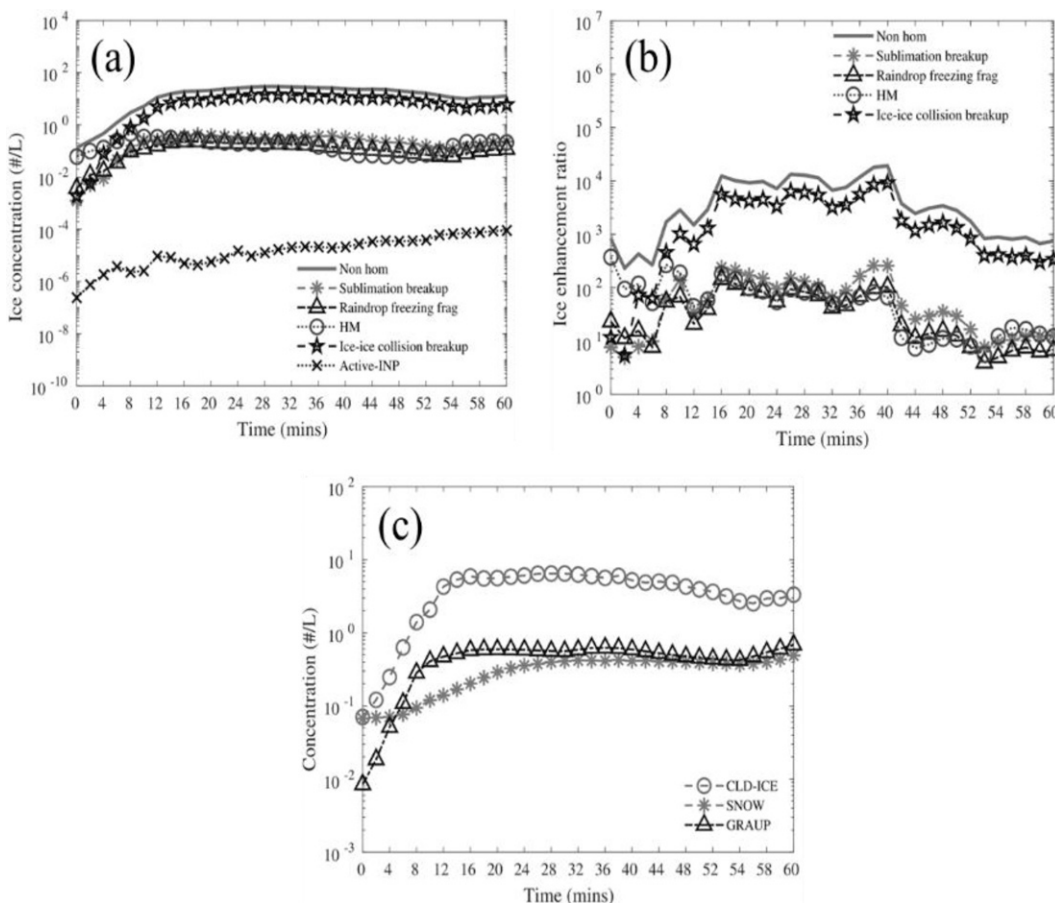 (a)
Ice concentration (#/L)
10^4
10^2
10^0
10^-2
10^-4
10^-6
10^-8
10^-10
Non hom
Sublimation breakup
Raindrop freezing frag
HM
Ice-ice collision breakup
Active-INP
0 4 8 12 16 20 24 28 32 36 40 44 48 52 56 60
Time (mins)
(b)
Ice enhancement ratio
10^7
10^6
10^5
10^4
10^3
10^2
10^1
10^0
Non hom
Sublimation breakup
Raindrop freezing frag
HM
Ice-ice collision breakup
0 4 8 12 16 20 24 28 32 36 40 44 48 52 56 60
Time (mins)
(c)
Concentration (#/L)
10^2
10^1
10^0
10^-1
10^-2
10^-3
CLD-ICE
SNOW
GRAUP
0 4 8 12 16 20 24 28 32 36 40 44 48 52 56 60
Time (mins)